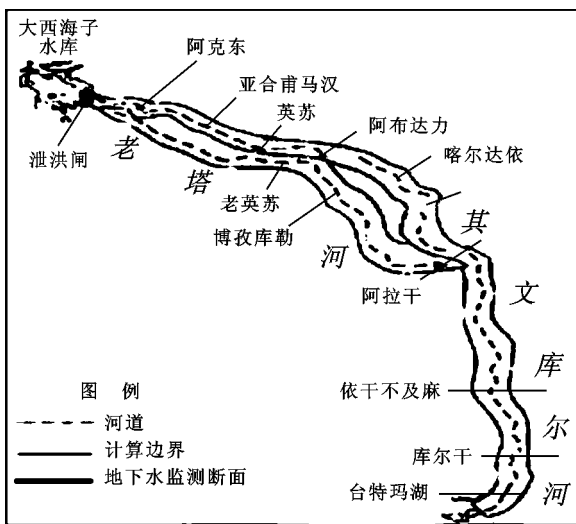 大西海子
水库
阿克东
亚合甫马汉
英苏
阿布达力
喀尔达依
泄洪闸
老塔河
老英苏
博孜库勒
其文库尔河
阿拉干
依干不及麻
库尔干
台特玛湖
图 例
河道
计算边界
地下水监测断面